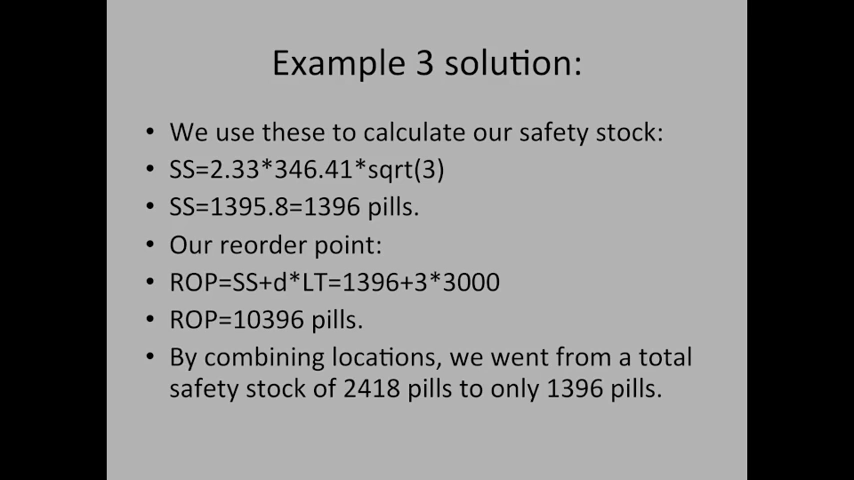 Example 3 solution:
• We use these to calculate our safety stock:
• SS=2.33*346.41*sqrt(3)
• SS=1395.8=1396 pills.
• Our reorder point:
• ROP=SS+d*LT=1396+3*3000
• ROP=10396 pills.
• By combining locations, we went from a total
safety stock of 2418 pills to only 1396 pills.